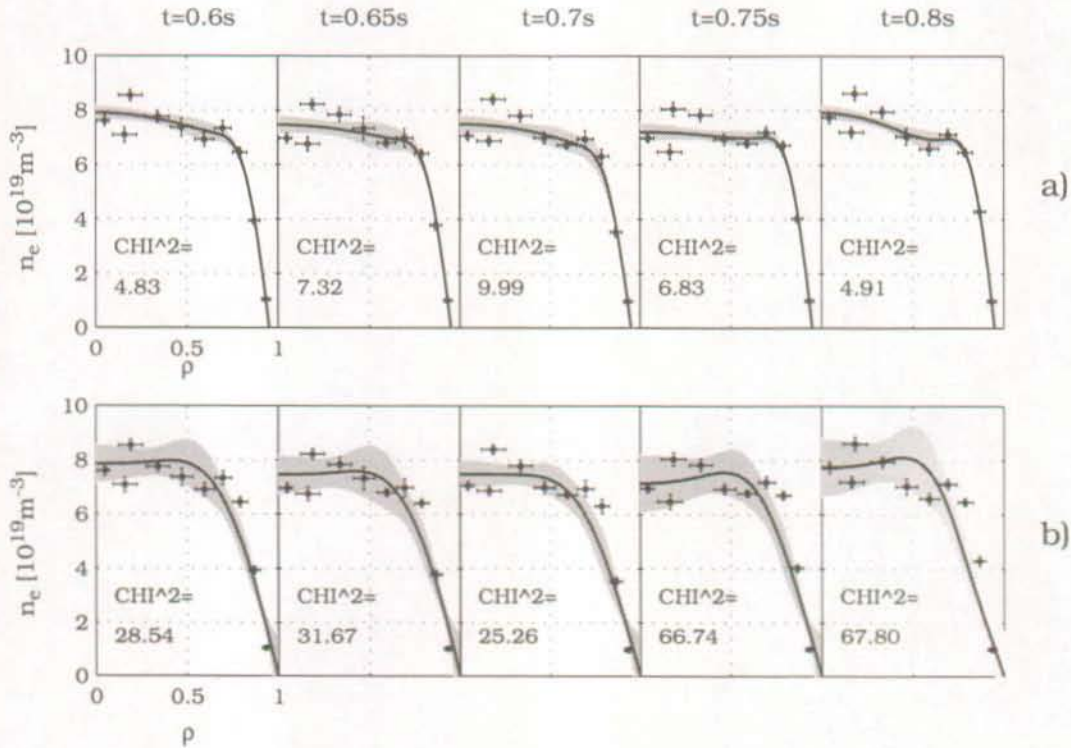 t=0.6s t=0.65s t=0.7s t=0.75s t=0.8s
10
8
6
4
2
0
n_e [10^19 m^-3]
CHI^2= CHI^2= CHI^2= CHI^2= CHI^2=
4.83 7.32 9.99 6.83 4.91
a)
0 0.5 1
ρ
10
8
6
4
2
0
n_e [10^19 m^-3]
CHI^2= CHI^2= CHI^2= CHI^2= CHI^2=
28.54 31.67 25.26 66.74 67.80
b)
0 0.5 1
ρ